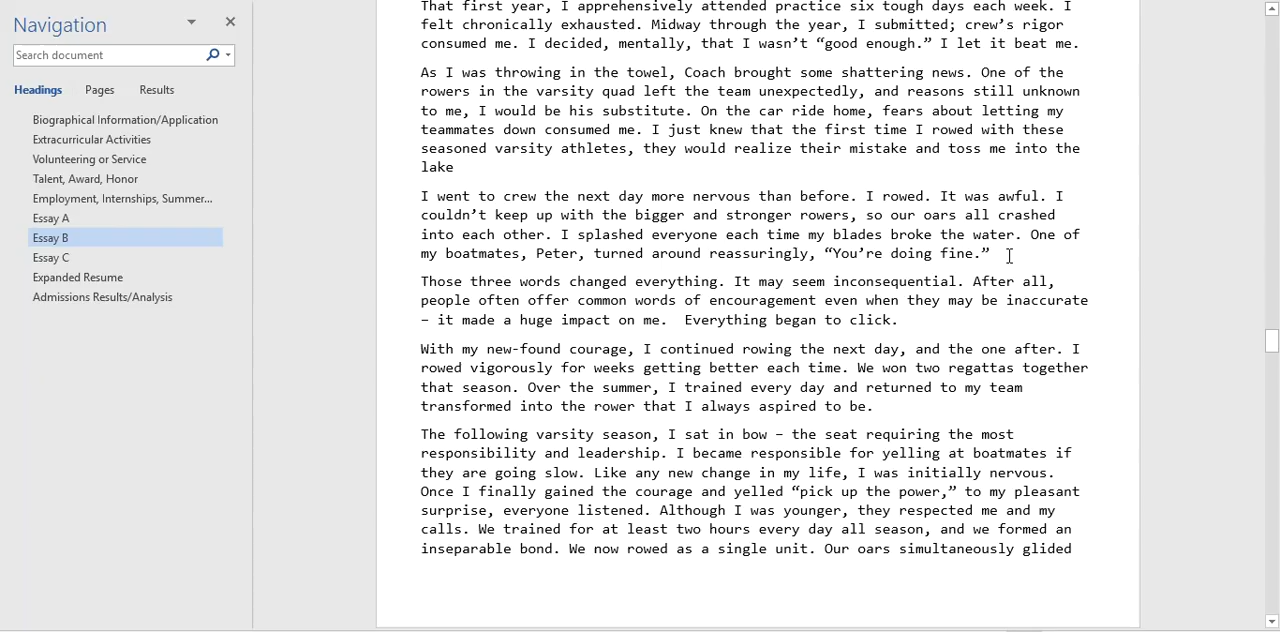 Navigation
Search document
Headings Pages Results
Biographical Information/Application
Extracurricular Activities
Volunteering or Service
Talent, Award, Honor
Employment, Internships, Summer...
Essay A
Essay B
Essay C
Expanded Resume
Admissions Results/Analysis
That first year, I apprehensively attended practice six tough days each week. I
felt chronically exhausted. Midway through the year, I submitted; crew’s rigor
consumed me. I decided, mentally, that I wasn’t “good enough.” I let it beat me.
As I was throwing in the towel, Coach brought some shattering news. One of the
rowers in the varsity quad left the team unexpectedly, and reasons still unknown
to me, I would be his substitute. On the car ride home, fears about letting my
teammates down consumed me. I just knew that the first time I rowed with these
seasoned varsity athletes, they would realize their mistake and toss me into the
lake
I went to crew the next day more nervous than before. I rowed. It was awful. I
couldn’t keep up with the bigger and stronger rowers, so our oars all crashed
into each other. I splashed everyone each time my blades broke the water. One of
my boatmates, Peter, turned around reassuringly, “You’re doing fine.”
Those three words changed everything. It may seem inconsequential. After all,
people often offer common words of encouragement even when they may be inaccurate
– it made a huge impact on me.  Everything began to click.
With my new-found courage, I continued rowing the next day, and the one after. I
rowed vigorously for weeks getting better each time. We won two regattas together
that season. Over the summer, I trained every day and returned to my team
transformed into the rower that I always aspired to be.
The following varsity season, I sat in bow – the seat requiring the most
responsibility and leadership. I became responsible for yelling at boatmates if
they are going slow. Like any new change in my life, I was initially nervous.
Once I finally gained the courage and yelled “pick up the power,” to my pleasant
surprise, everyone listened. Although I was younger, they respected me and my
calls. We trained for at least two hours every day all season, and we formed an
inseparable bond. We now rowed as a single unit. Our oars simultaneously glided